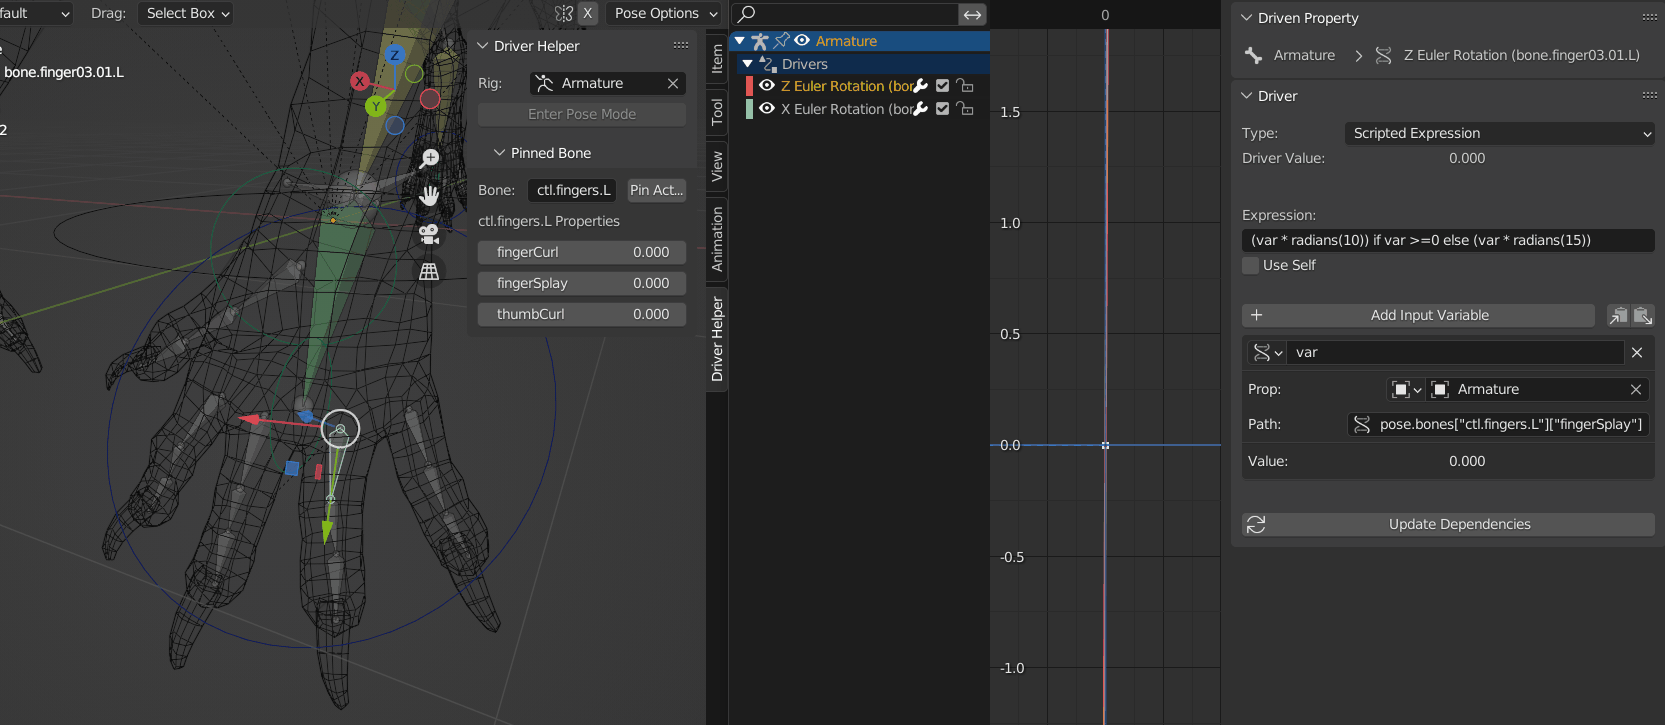 fault
Drag:
Select Box
X
Pose Options
bone.finger03.01.L
2
Z
X
Y
Driver Helper
Rig:
Armature
Enter Pose Mode
Pinned Bone
Bone:
ctl.fingers.L
Pin Act...
ctl.fingers.L Properties
fingerCurl 0.000
fingerSplay 0.000
thumbCurl 0.000
Item
Tool
View
Animation
Driver Helper
Armature
Drivers
Z Euler Rotation (bor
X Euler Rotation (bor
0
1.5
1.0
0.5
0.0
-0.5
-1.0
Driven Property
Armature
Z Euler Rotation (bone.finger03.01.L)
Driver
Type:
Scripted Expression
Driver Value:
0.000
Expression:
(var * radians(10)) if var >=0 else (var * radians(15))
Use Self
Add Input Variable
var
Prop:
Armature
Path:
pose.bones["ctl.fingers.L"]["fingerSplay"]
Value:
0.000
Update Dependencies